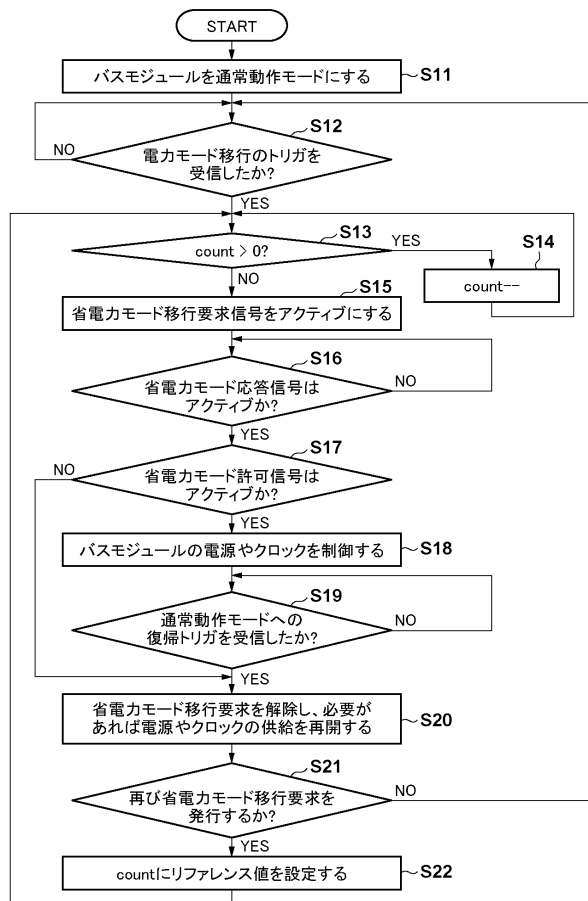 START
バスモジュールを通常動作モードにする
S11
S12
電力モード移行のトリガを
受信したか?
NO
YES
S13
count > 0?
YES
NO
S14
count--
S15
省電力モード移行要求信号をアクティブにする
S16
省電力モード応答信号は
アクティブか?
NO
YES
S17
省電力モード許可信号は
アクティブか?
NO
YES
バスモジュールの電源やクロックを制御する
S18
S19
通常動作モードへの
復帰トリガを受信したか?
NO
YES
省電力モード移行要求を解除し、必要が
あれば電源やクロックの供給を再開する
S20
S21
再び省電力モード移行要求を
発行するか?
NO
YES
countにリファレンス値を設定する
S22